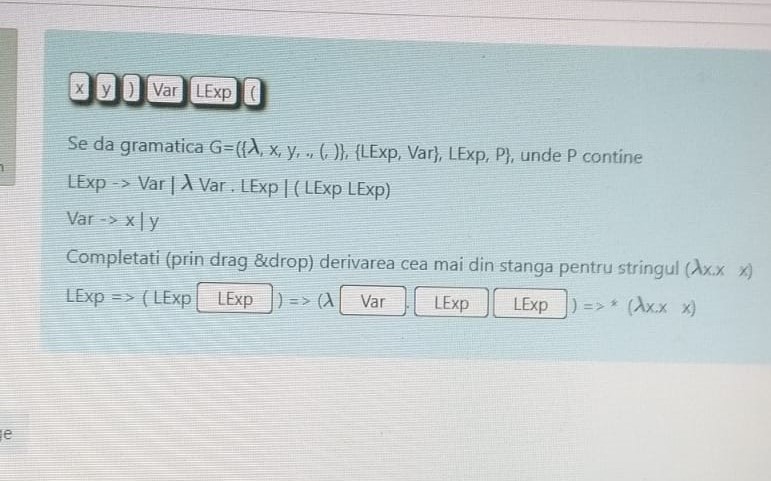 x y ) Var LExp (
Se da gramatica G=({λ, x, y, ., (, )}, {LExp, Var}, LExp, P}, unde P contine
LExp -> Var | λ Var . LExp | ( LExp LExp)
Var -> x | y
Completati (prin drag &drop) derivarea cea mai din stanga pentru stringul (λx.x x)
LExp => ( LExp LExp ) => (λ Var . LExp LExp ) => * (λx.x x)